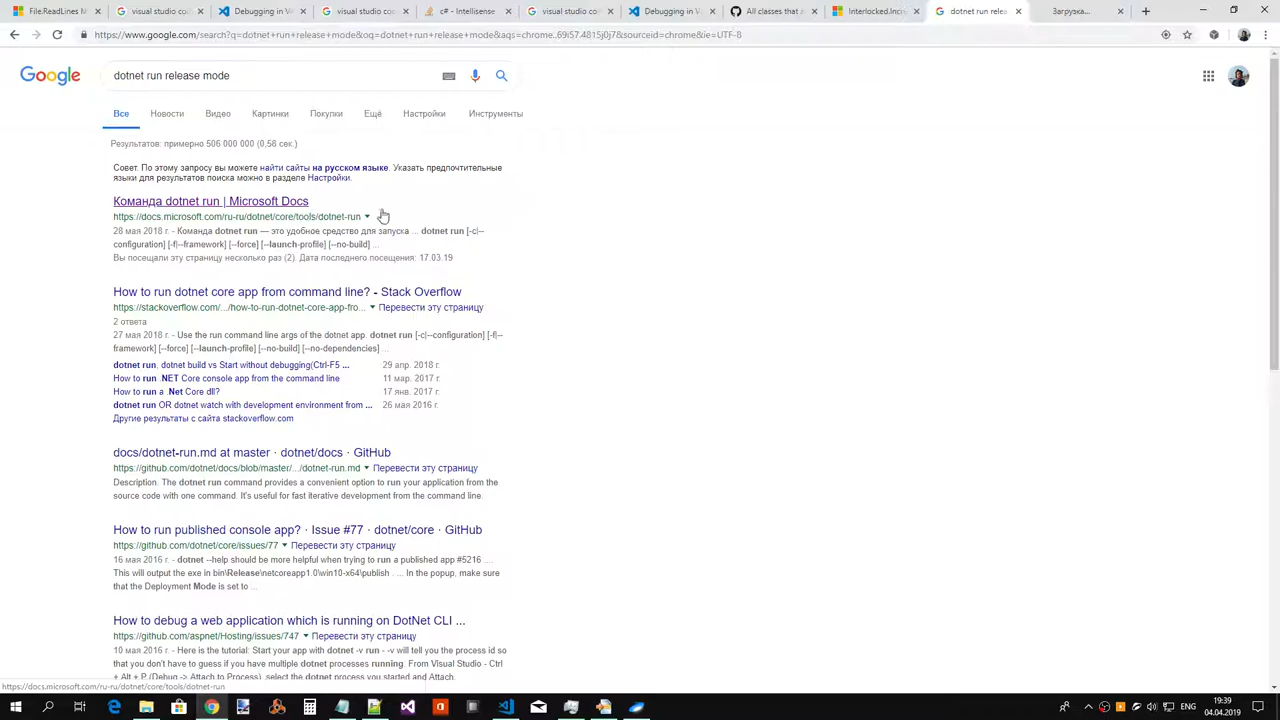 File.ReadLines M
visual studio co
Debugging in V
visual studio co
c# - Intellisense
visual studio co
Debugging in V
All classes that a
Interlocked.Inc
dotnet run relea
Загрузка...
https://www.google.com/search?q=dotnet+run+release+mode&oq=dotnet+run+release+mode&aqs=chrome..69i57.4815j0j7&sourceid=chrome&ie=UTF-8
Google
dotnet run release mode
Все
Новости
Видео
Картинки
Покупки
Ещё
Настройки
Инструменты
Результатов: примерно 506 000 000 (0,58 сек.)
Совет. По этому запросу вы можете найти сайты на русском языке. Указать предпочтительные
языки для результатов поиска можно в разделе Настройки.
Команда dotnet run | Microsoft Docs
https://docs.microsoft.com/ru-ru/dotnet/core/tools/dotnet-run
28 мая 2018 г. - Команда dotnet run — это удобное средство для запуска ... dotnet run [-c|--
configuration] [-f|--framework] [--force] [--launch-profile] [--no-build] ...
Вы посещали эту страницу несколько раз (2). Дата последнего посещения: 17.03.19
How to run dotnet core app from command line? - Stack Overflow
https://stackoverflow.com/.../how-to-run-dotnet-core-app-fro... Перевести эту страницу
2 ответа
27 мая 2018 г. - Use the run command line args of the dotnet app. dotnet run [-c|--configuration] [-f|--
framework] [--force] [--launch-profile] [--no-build] [--no-dependencies] ...
dotnet run, dotnet build vs Start without debugging(Ctrl-F5 ... 29 апр. 2018 г.
How to run .NET Core console app from the command line 11 мар. 2017 г.
How to run a .Net Core dll? 17 янв. 2017 г.
dotnet run OR dotnet watch with development environment from ... 26 мая 2016 г.
Другие результаты с сайта stackoverflow.com
docs/dotnet-run.md at master · dotnet/docs · GitHub
https://github.com/dotnet/docs/blob/master/.../dotnet-run.md Перевести эту страницу
Description. The dotnet run command provides a convenient option to run your application from the
source code with one command. It's useful for fast iterative development from the command line.
How to run published console app? · Issue #77 · dotnet/core · GitHub
https://github.com/dotnet/core/issues/77 Перевести эту страницу
16 мая 2016 г. - dotnet --help should be more helpful when trying to run a published app #5216 ....
This will output the exe in bin\Release\netcoreapp1.0\win10-x64\publish . ... In the popup, make sure
that the Deployment Mode is set to ...
How to debug a web application which is running on DotNet CLI ...
https://github.com/aspnet/Hosting/issues/747 Перевести эту страницу
10 мая 2016 г. - Here is the tutorial: Start your app with dotnet -v run - -v will tell you the process id so
that you don't have to guess if you have multiple dotnet processes running. From Visual Studio - Ctrl
+ Alt + P (Debug -> Attach to Process), select the dotnet process you started and Attach.
https://docs.microsoft.com/ru-ru/dotnet/core/tools/dotnet-run
ENG
19:39
04.04.2019